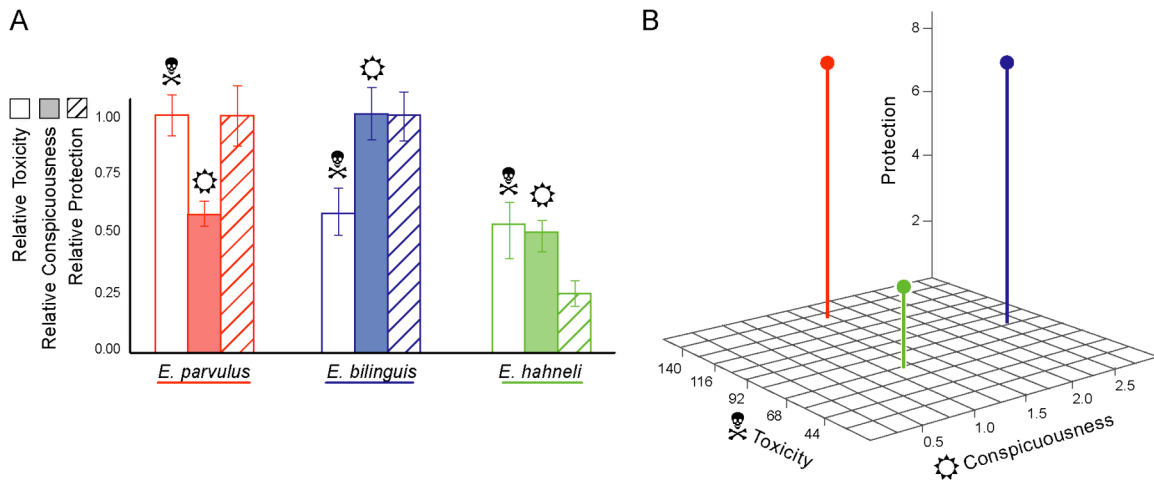 A
Relative Toxicity
Relative Conspicuousness
Relative Protection
1.00
0.75
0.50
0.25
0.00
E. parvulus
E. bilinguis
E. hahneli
B
Protection
8
6
4
2
140
116
92
68
44
Toxicity
0.5
1.0
1.5
2.0
2.5
Conspicuousness